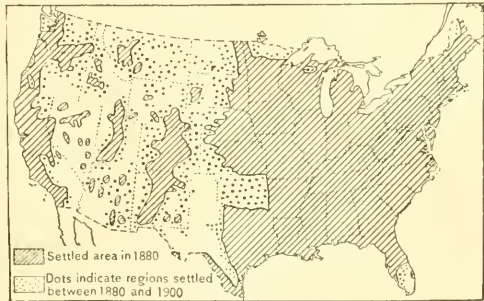 Settled area in 1880
Dots indicate regions settled
between 1880 and 1900